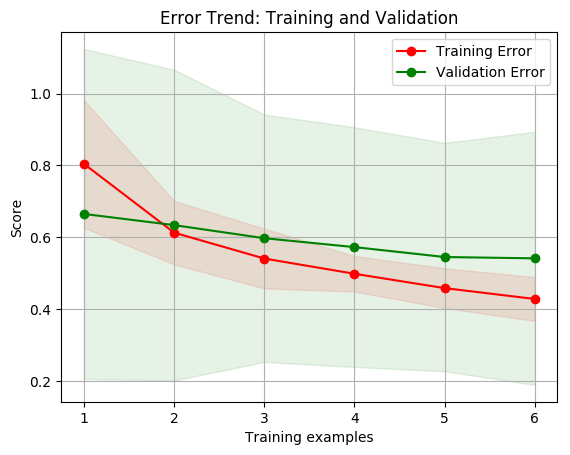 Error Trend: Training and Validation
Training Error
Validation Error
Score
1.0
0.8
0.6
0.4
0.2
1 2 3 4 5 6
Training examples